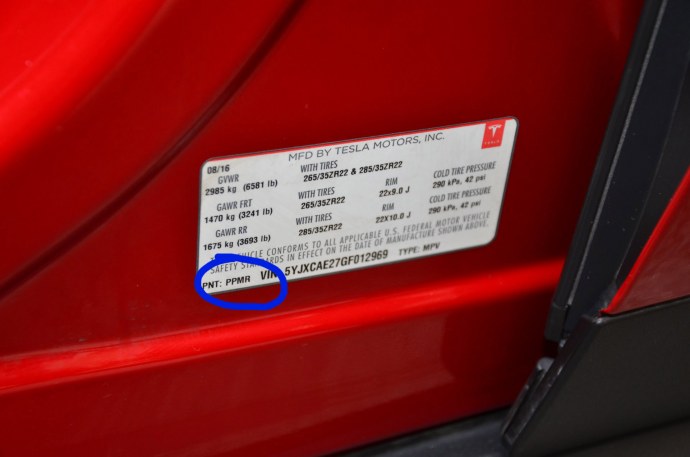 MFD BY TESLA MOTORS, INC.
TESLA
08/16
GVWR WITH TIRES COLD TIRE PRESSURE
2985 kg (6581 lb) 265/35ZR22 & 285/35ZR22
GAWR FRT WITH TIRES RIM 290 kPa, 42 psi
1470 kg (3241 lb) 265/35ZR22 22x9.0 J COLD TIRE PRESSURE
GAWR RR WITH TIRES RIM 290 kPa, 42 psi
1675 kg (3693 lb) 285/35ZR22 22X10.0 J
VEHICLE CONFORMS TO ALL APPLICABLE U.S. FEDERAL MOTOR VEHICLE
SAFETY STANDARDS IN EFFECT ON THE DATE OF MANUFACTURE SHOWN ABOVE.
PNT: PPMR VIN 5YJXCAE27GF012969 TYPE: MPV